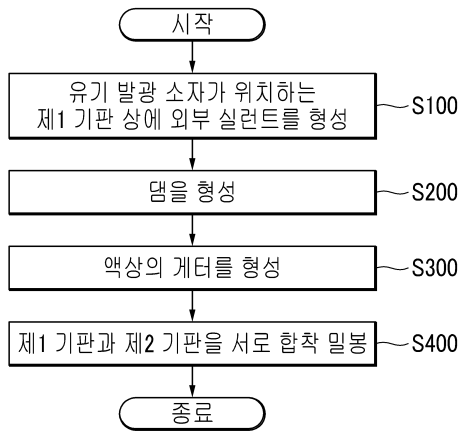 시작
유기 발광 소자가 위치하는
제1 기판 상에 외부 실런트를 형성
S100
댐을 형성
S200
액상의 게터를 형성
S300
제1 기판과 제2 기판을 서로 합착 밀봉
S400
종료